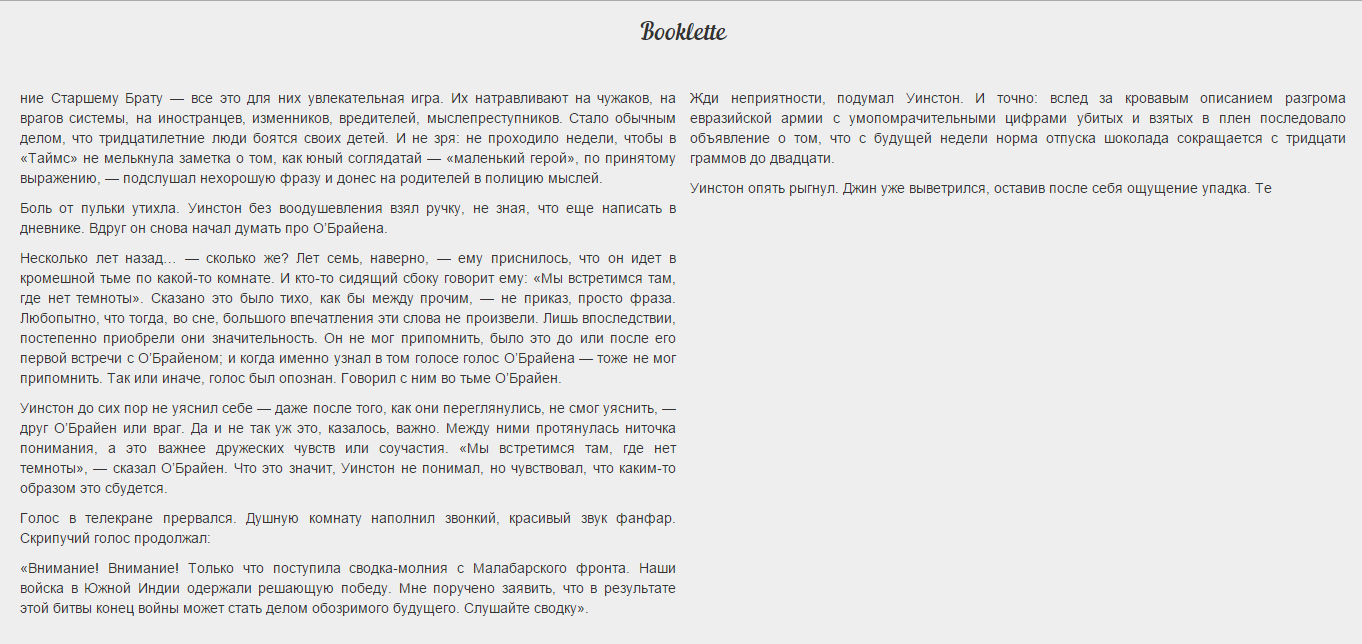 Booklette
ние Старшему Брату — все это для них увлекательная игра. Их натравливают на чужаков, на
врагов системы, на иностранцев, изменников, вредителей, мыслепреступников. Стало обычным
делом, что тридцатилетние люди боятся своих детей. И не зря: не проходило недели, чтобы в
«Таймс» не мелькнула заметка о том, как юный соглядатай — «маленький герой», по принятому
выражению, — подслушал нехорошую фразу и донес на родителей в полицию мыслей.
Боль от пульки утихла. Уинстон без воодушевления взял ручку, не зная, что еще написать в
дневнике. Вдруг он снова начал думать про О’Брайена.
Несколько лет назад... — сколько же? Лет семь, наверно, — ему приснилось, что он идет в
кромешной тьме по какой-то комнате. И кто-то сидящий сбоку говорит ему: «Мы встретимся там,
где нет темноты». Сказано это было тихо, как бы между прочим, — не приказ, просто фраза.
Любопытно, что тогда, во сне, большого впечатления эти слова не произвели. Лишь впоследствии,
постепенно приобрели они значительность. Он не мог припомнить, было это до или после его
первой встречи с О’Брайеном; и когда именно узнал в том голосе голос О’Брайена — тоже не мог
припомнить. Так или иначе, голос был опознан. Говорил с ним во тьме О’Брайен.
Уинстон до сих пор не уяснил себе — даже после того, как они переглянулись, не смог уяснить, —
друг О’Брайен или враг. Да и не так уж это, казалось, важно. Между ними протянулась ниточка
понимания, а это важнее дружеских чувств или соучастия. «Мы встретимся там, где нет
темноты», — сказал О’Брайен. Что это значит, Уинстон не понимал, но чувствовал, что каким-то
образом это сбудется.
Голос в телекране прервался. Душную комнату наполнил звонкий, красивый звук фанфар.
Скрипучий голос продолжал:
«Внимание! Внимание! Только что поступила сводка-молния с Малабарского фронта. Наши
войска в Южной Индии одержали решающую победу. Мне поручено заявить, что в результате
этой битвы конец войны может стать делом обозримого будущего. Слушайте сводку».
Жди неприятности, подумал Уинстон. И точно: вслед за кровавым описанием разгрома
евразийской армии с умопомрачительными цифрами убитых и взятых в плен последовало
объявление о том, что с будущей недели норма отпуска шоколада сокращается с тридцати
граммов до двадцати.
Уинстон опять рыгнул. Джин уже выветрился, оставив после себя ощущение упадка. Те